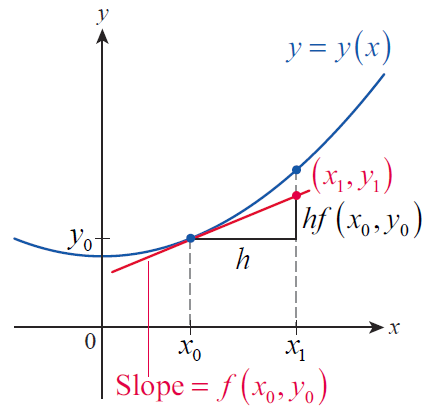 y
y = y(x)
(x₁, y₁)
hf (x₀, y₀)
y₀
h
x
0
x₀
x₁
Slope = f (x₀, y₀)